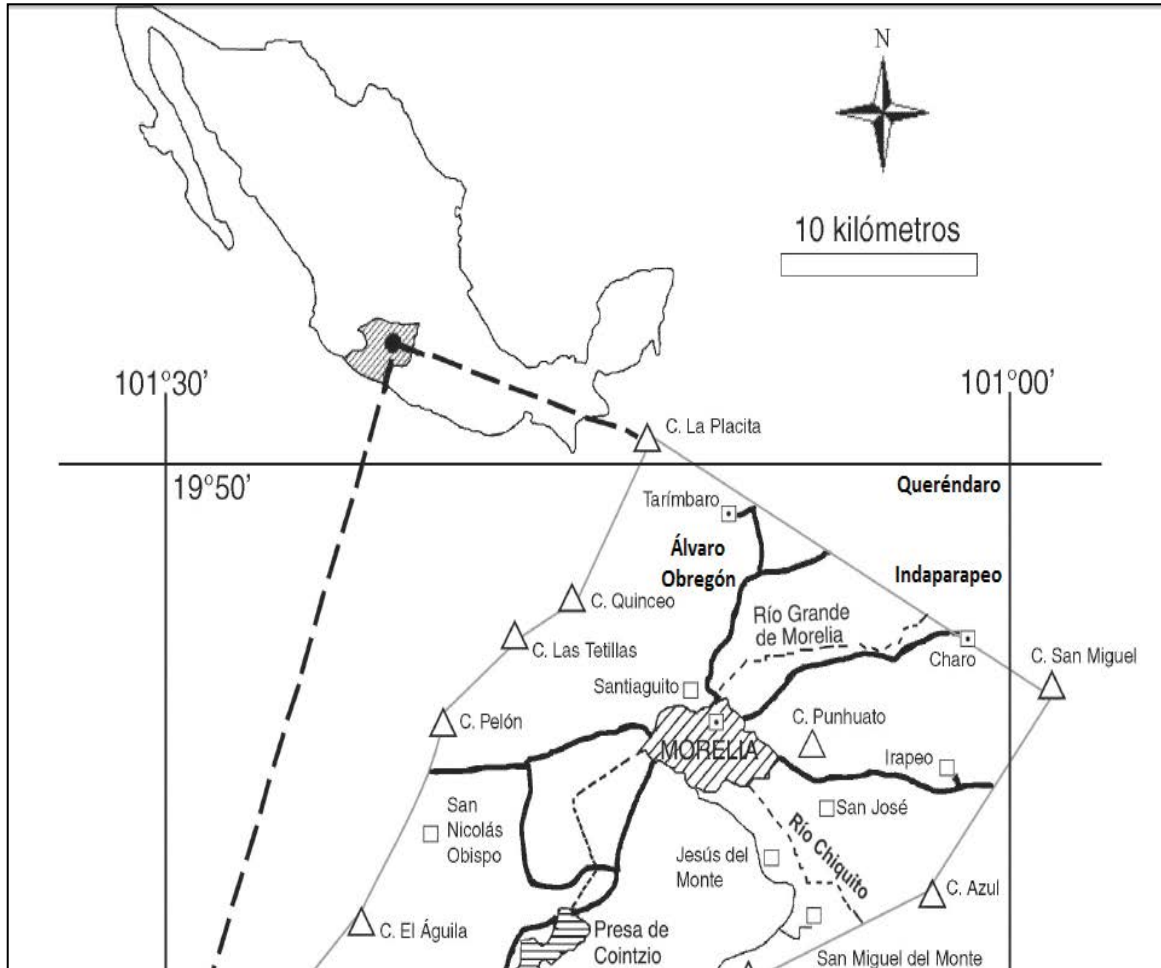 N
10 kilómetros
101°30’
101°00’
C. La Placita
19°50’
Queréndaro
Tarímbaro
Álvaro
Obregón
Indaparapeo
C. Quinceo
Río Grande
de Morelia
C. Las Tetillas
Charo
C. San Miguel
Santiaguito
C. Pelón
C. Punhuato
MORELIA
Irapeo
San
Nicolás
Obispo
San José
Río Chiquito
Jesús del
Monte
C. Azul
C. El Águila
Presa de
Cointzio
San Miguel del Monte